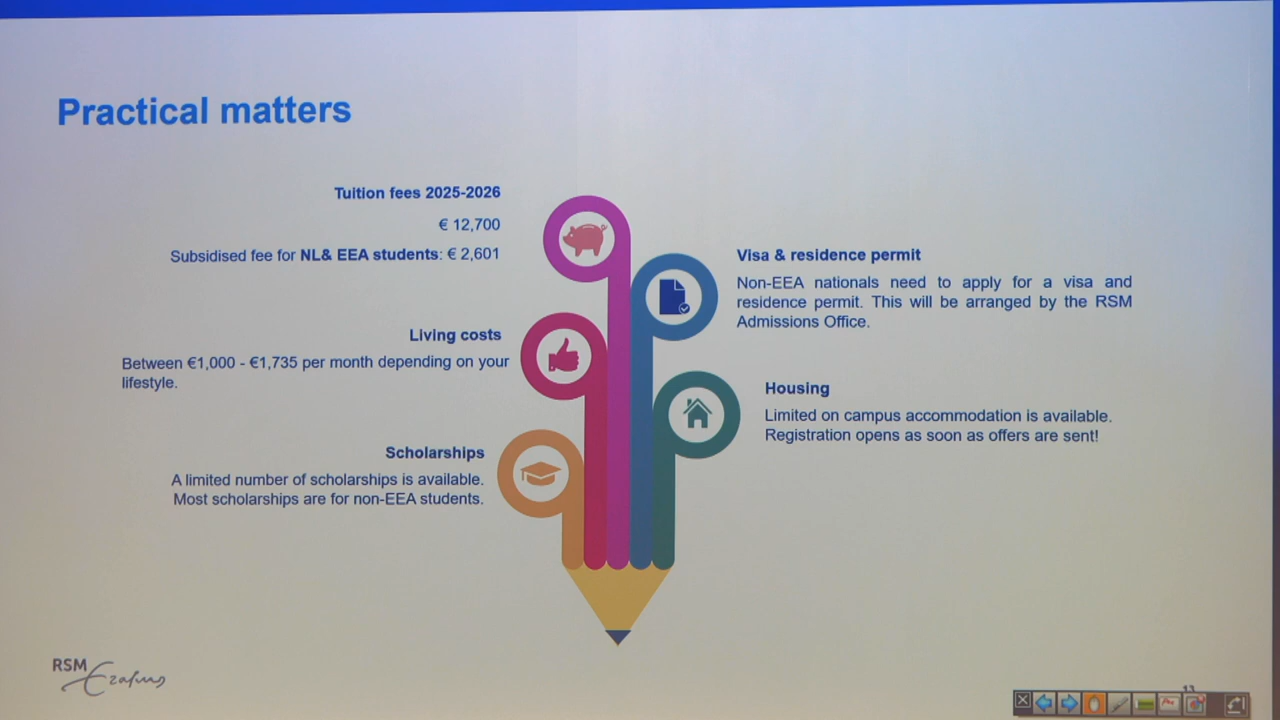 Practical matters
Tuition fees 2025-2026
€ 12,700
Subsidised fee for NL& EEA students: € 2,601
Living costs
Between €1,000 - €1,735 per month depending on your
lifestyle.
Scholarships
A limited number of scholarships is available.
Most scholarships are for non-EEA students.
Visa & residence permit
Non-EEA nationals need to apply for a visa and
residence permit. This will be arranged by the RSM
Admissions Office.
Housing
Limited on campus accommodation is available.
Registration opens as soon as offers are sent!
RSM
Erasmus
13